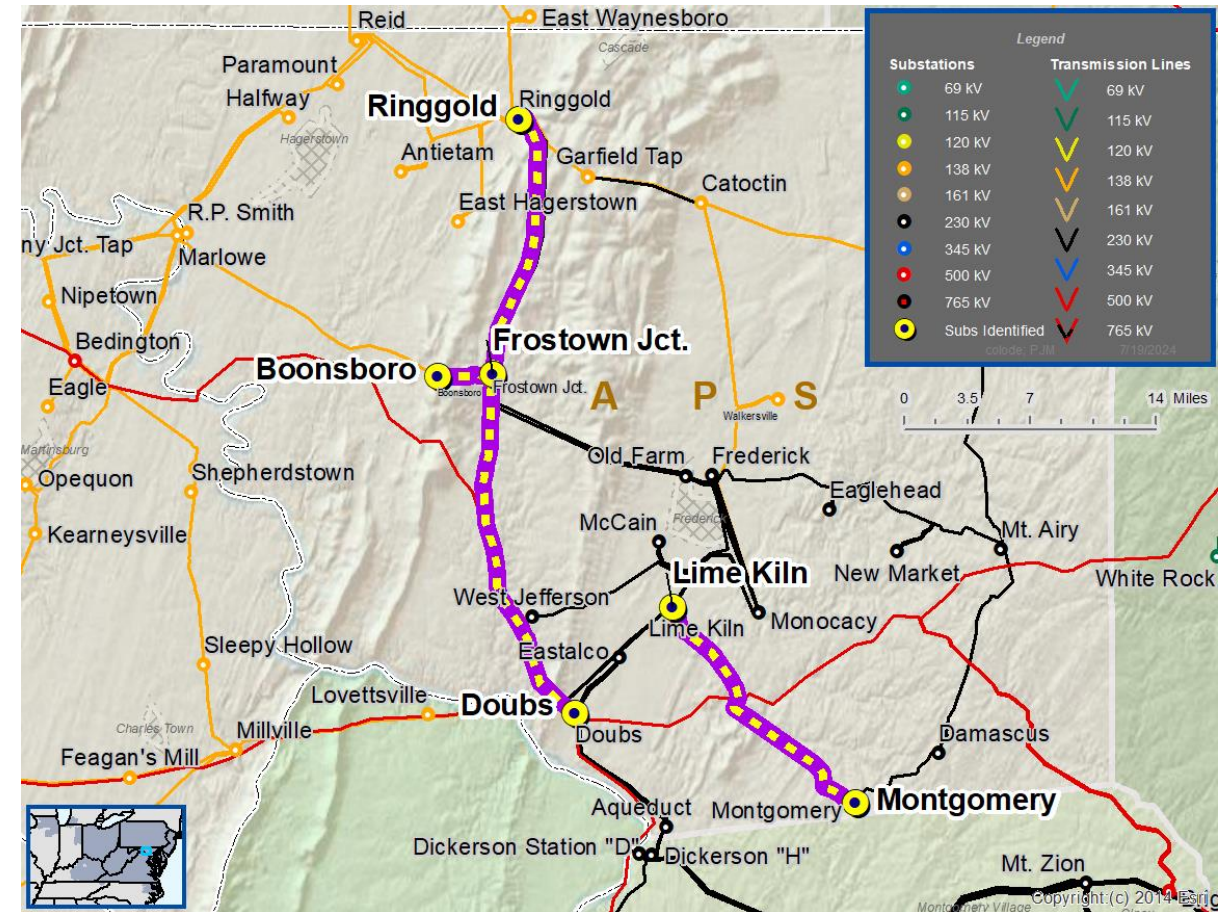 Reid
East Waynesboro
Cascade
Paramount
Halfway
Ringgold
Ringgold
Hagerstown
Antietam
Garfield Tap
Catoctin
East Hagerstown
R.P. Smith
ny Jct. Tap
Marlowe
Nipetown
Bedington
Eagle
Frostown Jct.
Boonsboro
Boonsboro
Frostown Jct.
A P S
Walkersville
Martinsburg
Opequon
Shepherdstown
Old Farm
Frederick
Eaglehead
Kearneysville
McCain
Frederick
Mt. Airy
Lime Kiln
New Market
White Rock
West Jefferson
Lime Kiln
Monocacy
Sleepy Hollow
Eastalco
Lovettsville
Doubs
Doubs
Charles Town
Millville
Damascus
Feagan's Mill
Aqueduct
Montgomery
Montgomery
Dickerson Station "D"
Dickerson "H"
Mt. Zion
Montgomery Village
Copyright:(c) 2014 Esri
Legend
Substations Transmission Lines
69 kV 69 kV
115 kV 115 kV
120 kV 120 kV
138 kV 138 kV
161 kV 161 kV
230 kV 230 kV
345 kV 345 kV
500 kV 500 kV
765 kV 765 kV
Subs Identified
colode: PJM 7/19/2024
0 3.5 7 14 Miles